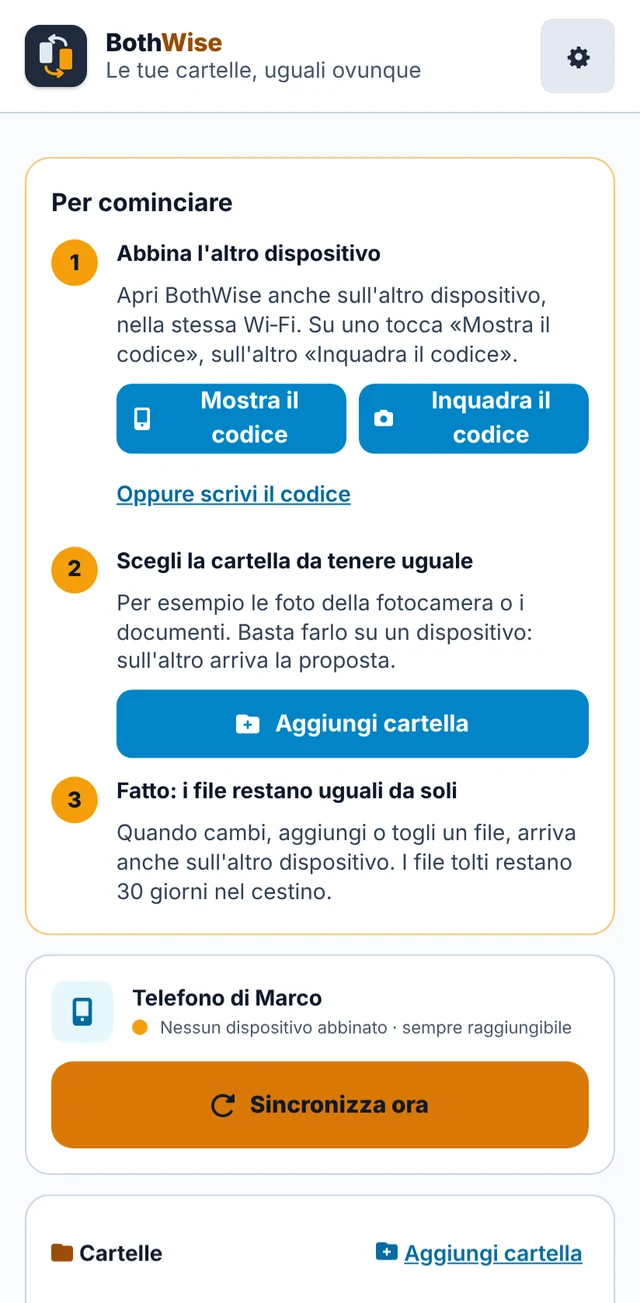 BothWise
Le tue cartelle, uguali ovunque
Per cominciare
1
Abbina l'altro dispositivo
Apri BothWise anche sull'altro dispositivo,
nella stessa Wi-Fi. Su uno tocca «Mostra il
codice», sull'altro «Inquadra il codice».
Mostra il
codice
Inquadra il
codice
Oppure scrivi il codice
2
Scegli la cartella da tenere uguale
Per esempio le foto della fotocamera o i
documenti. Basta farlo su un dispositivo:
sull'altro arriva la proposta.
Aggiungi cartella
3
Fatto: i file restano uguali da soli
Quando cambi, aggiungi o togli un file, arriva
anche sull'altro dispositivo. I file tolti restano
30 giorni nel cestino.
Telefono di Marco
Nessun dispositivo abbinato · sempre raggiungibile
Sincronizza ora
Cartelle
Aggiungi cartella